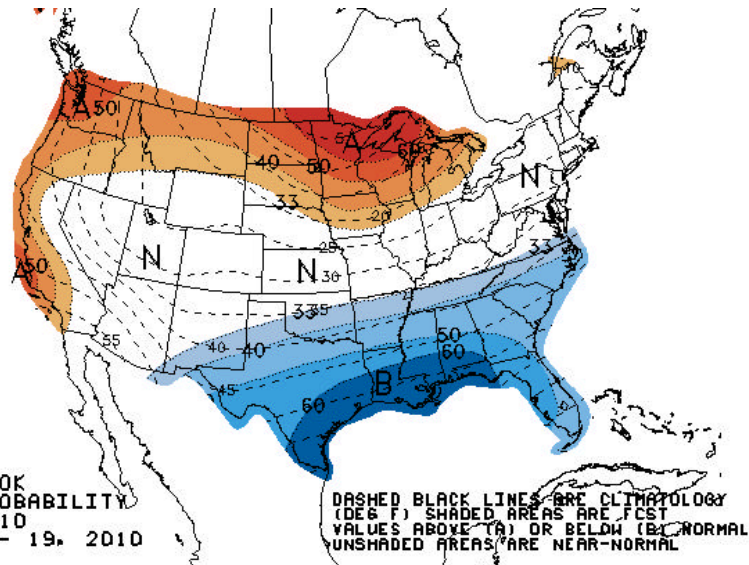 A 50
10
5 A
60
40
50
33
20
N
33
25
A 50
N
N 30
33 35
55
40 40
50
60
45
B
60
OK
OBABILITY
10
- 19, 2010
DASHED BLACK LINES ARE CLIMATOLOGY
(DEG F) SHADED AREAS ARE FCST
VALUES ABOVE (A) OR BELOW (B) NORMAL
UNSHADED AREAS ARE NEAR-NORMAL